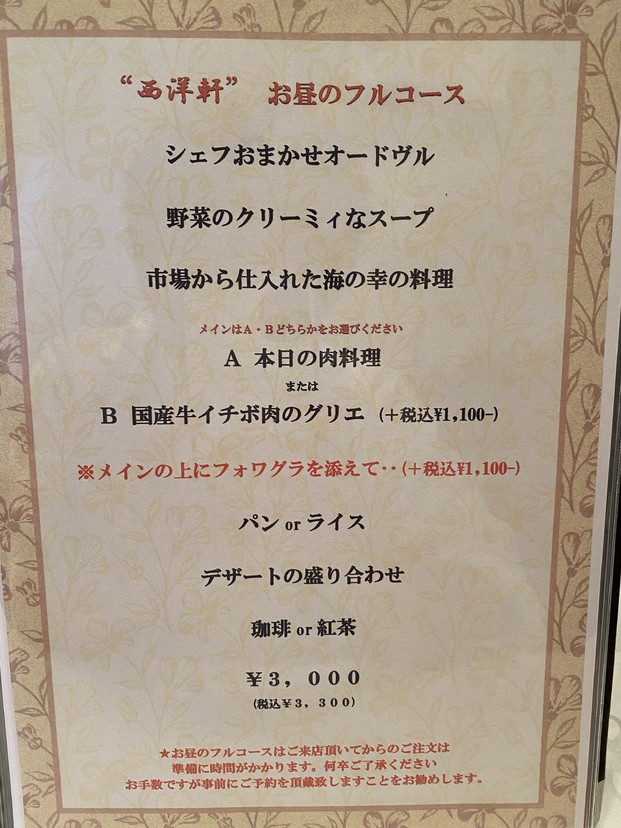 “西洋軒” お昼のフルコース
シェフおまかせオードヴル
野菜のクリーミィなスープ
市場から仕入れた海の幸の料理
メインはA・Bどちらかをお選びください
A 本日の肉料理
または
B 国産牛イチボ肉のグリエ (＋税込¥1,100-)
※メインの上にフォワグラを添えて‥(＋税込¥1,100-)
パン or ライス
デザートの盛り合わせ
珈琲 or 紅茶
￥３，０００
(税込￥３，３００)
★お昼のフルコースはご来店頂いてからのご注文は
準備に時間がかかります。何卒ご了承ください
お手数ですが事前にご予約を頂戴致しますことをお勧めします。